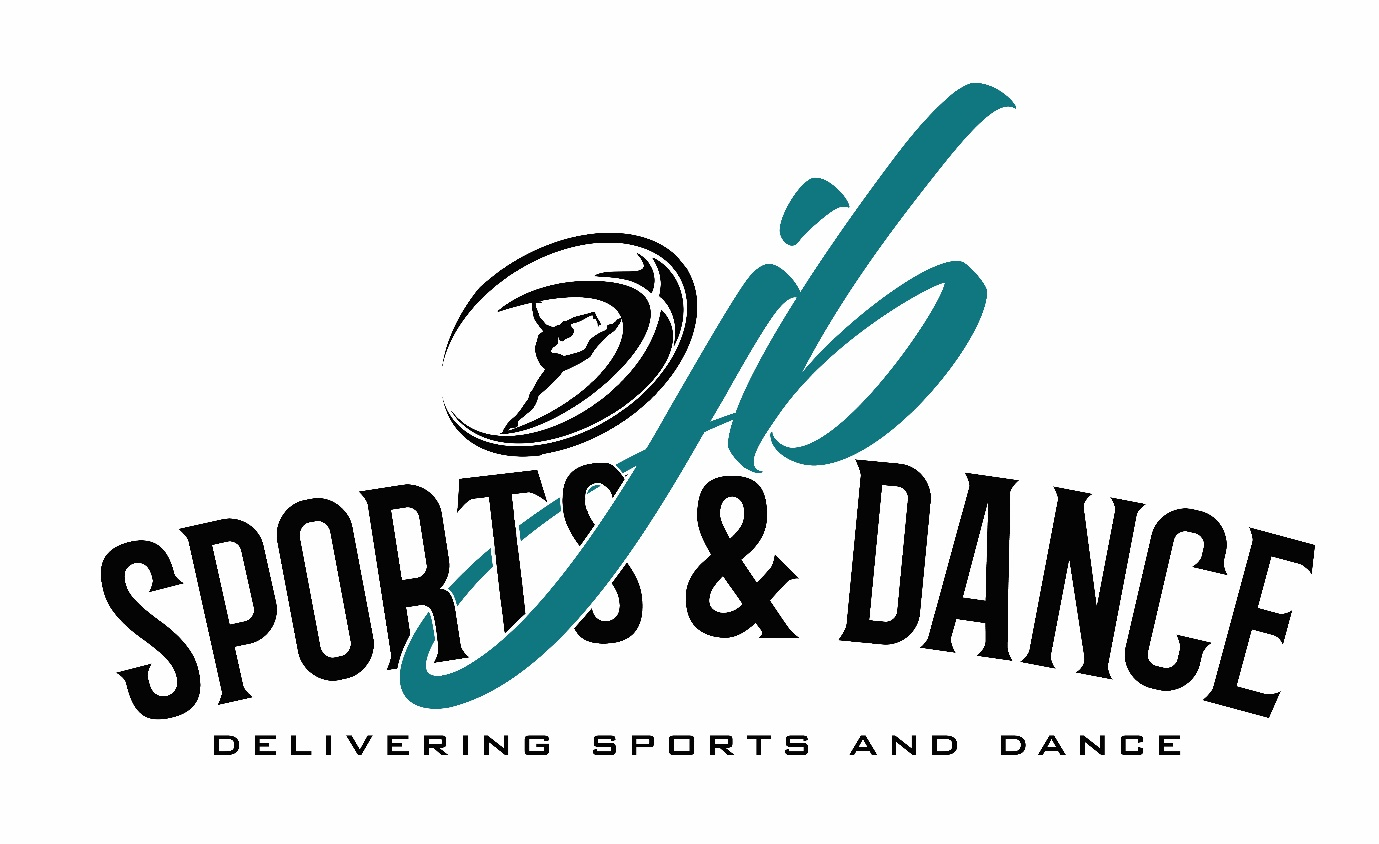 jb
SPORTS & DANCE
DELIVERING SPORTS AND DANCE